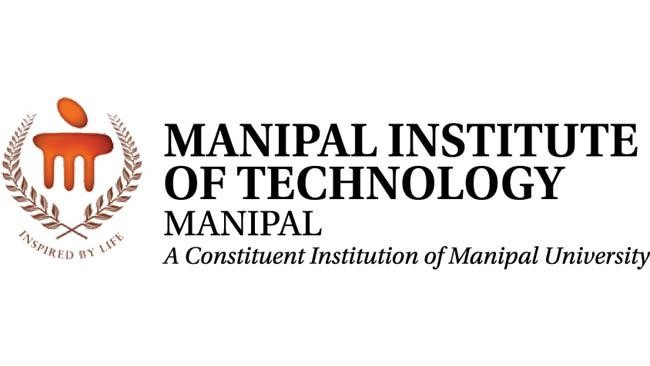 MANIPAL INSTITUTE
OF TECHNOLOGY
MANIPAL
A Constituent Institution of Manipal University
INSPIRED BY LIFE